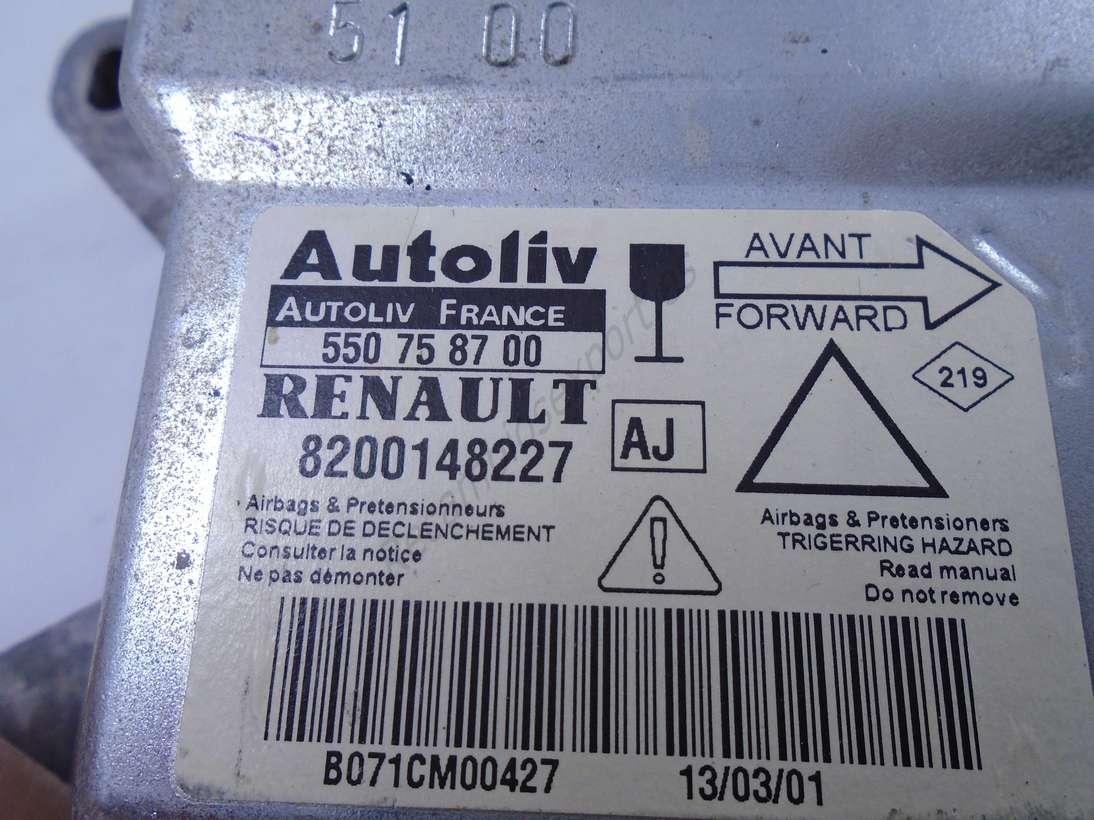 51 00
Autoliv
AUTOLIV FRANCE
550 75 87 00
RENAULT
8200148227
AJ
AVANT
FORWARD
219
Airbags & Pretensionneurs
RISQUE DE DECLENCHEMENT
Consulter la notice
Ne pas démonter
Airbags & Pretensioners
TRIGERRING HAZARD
Read manual
Do not remove
B071CM00427
13/03/01